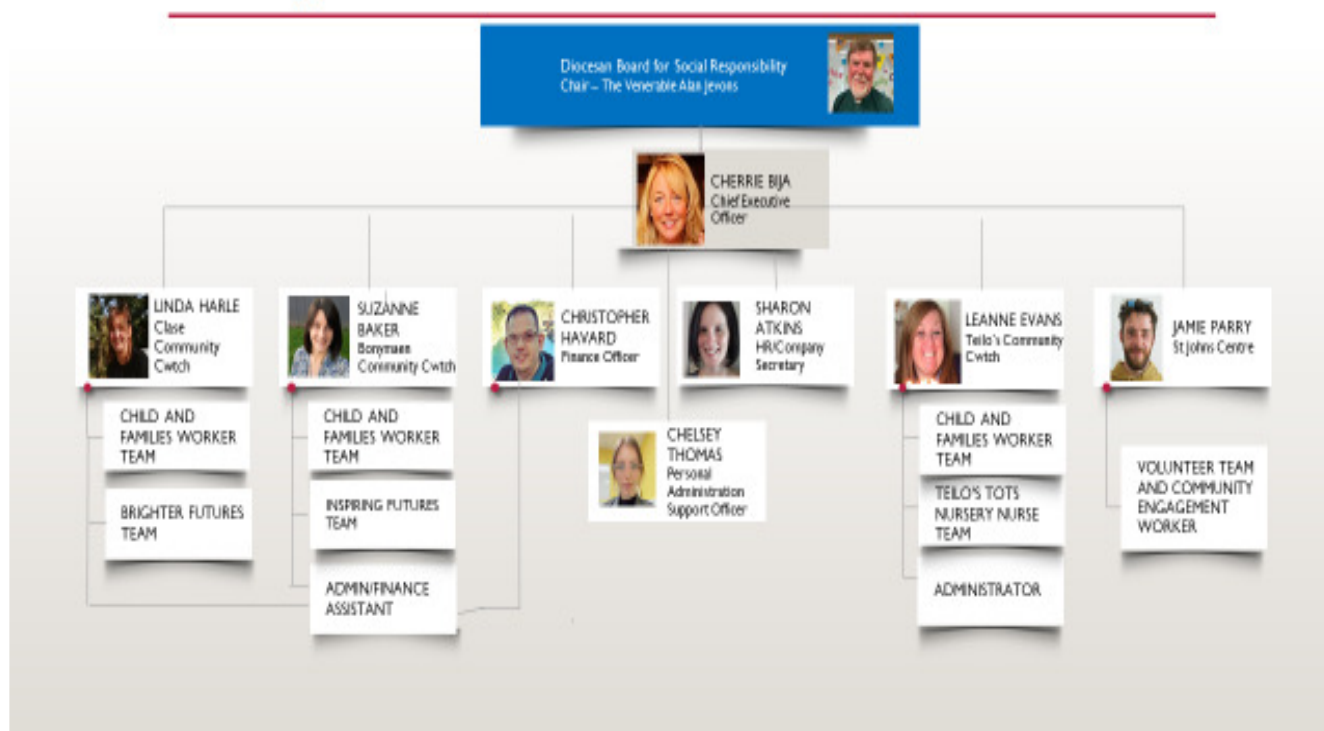 Diocesan Board for Social Responsibility
Chair – The Venerable Alan Jevons
CHERRIE BIJA
Chief Executive
Officer
LINDA HARLE
Clase
Community
Cwtch
SUZANNE
BAKER
Bonymaen
Community Cwtch
CHRISTOPHER
HAVARD
Finance Officer
SHARON
ATKINS
HR/Company
Secretary
LEANNE EVANS
Teilo's Community
Cwtch
JAMIE PARRY
St Johns Centre
CHILD AND
FAMILIES WORKER
TEAM
BRIGHTER FUTURES
TEAM
CHILD AND
FAMILIES WORKER
TEAM
INSPIRING FUTURES
TEAM
ADMIN/FINANCE
ASSISTANT
CHELSEY
THOMAS
Personal
Administration
Support Officer
CHILD AND
FAMILIES WORKER
TEAM
TEILO'S TOTS
NURSERY NURSE
TEAM
ADMINISTRATOR
VOLUNTEER TEAM
AND COMMUNITY
ENGAGEMENT
WORKER